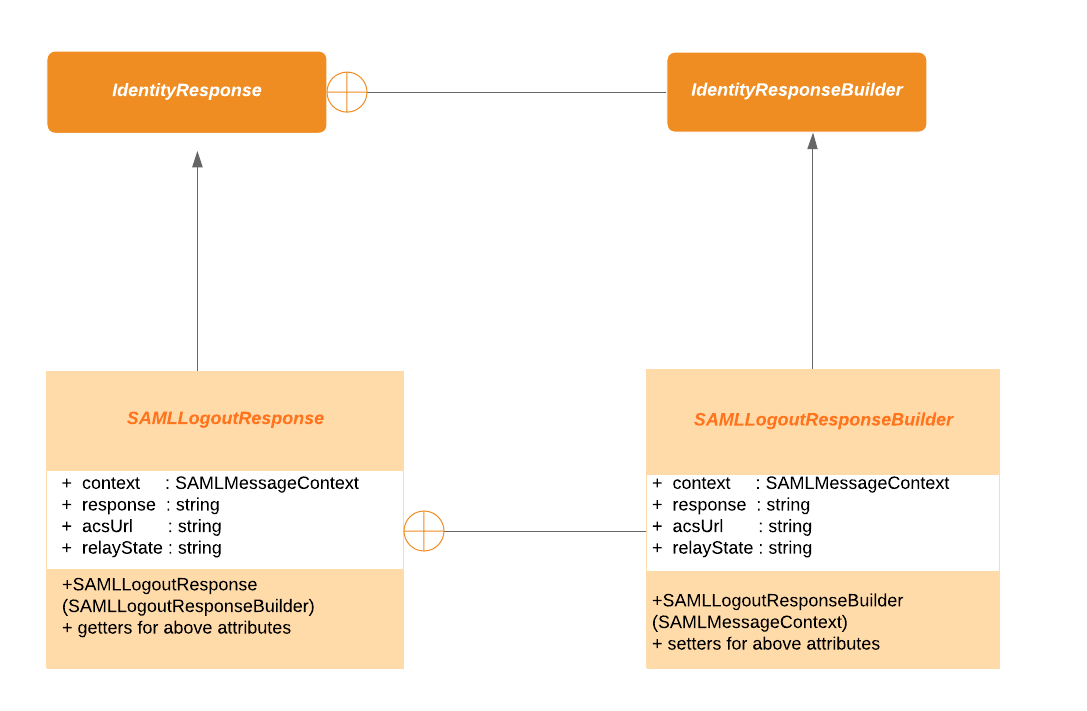 IdentityResponse
IdentityResponseBuilder
SAMLLogoutResponse
+ context : SAMLMessageContext
+ response : string
+ acsUrl : string
+ relayState : string
+SAMLLogoutResponse
(SAMLLogoutResponseBuilder)
+ getters for above attributes
SAMLLogoutResponseBuilder
+ context : SAMLMessageContext
+ response : string
+ acsUrl : string
+ relayState : string
+SAMLLogoutResponseBuilder
(SAMLMessageContext)
+ setters for above attributes